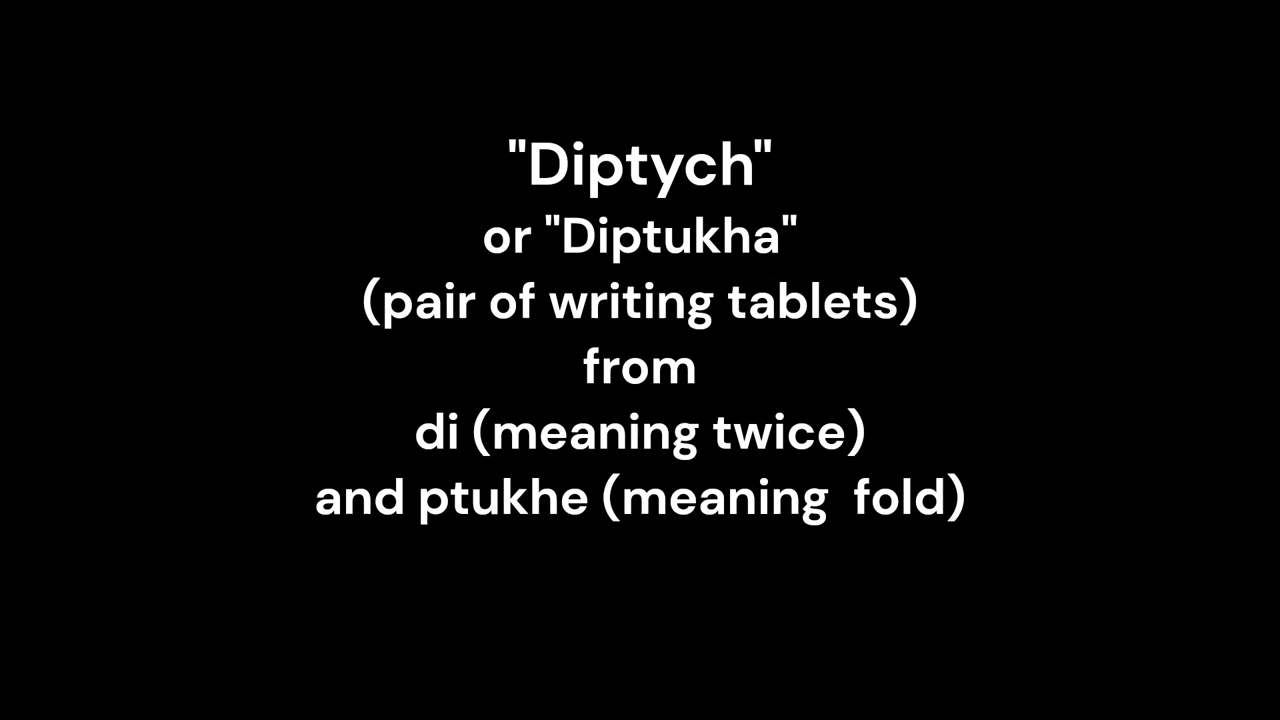 "Diptych"
or "Diptukha"
(pair of writing tablets)
from
di (meaning twice)
and ptukhe (meaning  fold)